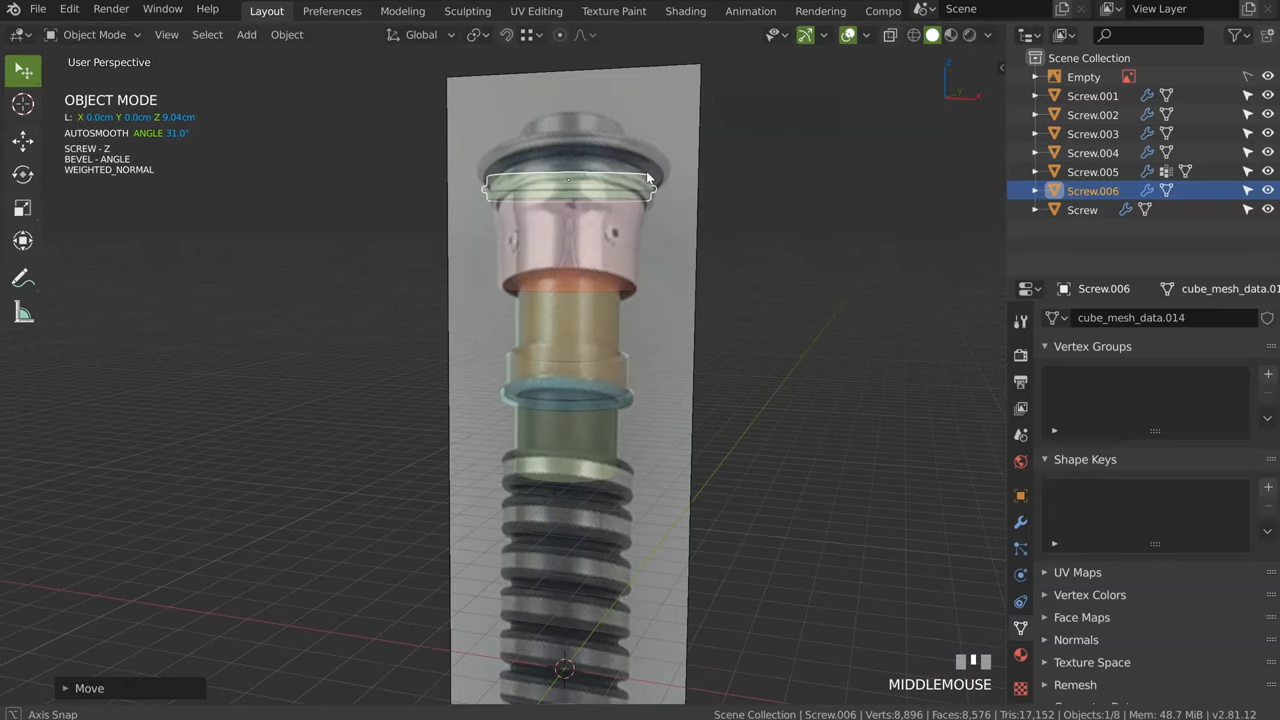 File Edit Render Window Help Layout Preferences Modeling Sculpting UV Editing Texture Paint Shading Animation Rendering Compo Scene View Layer
Object Mode View Select Add Object Global
User Perspective
OBJECT MODE
L: X 0.0cm Y 0.0cm Z 9.04cm
AUTOSMOOTH ANGLE 31.0°
SCREW - Z
BEVEL - ANGLE
WEIGHTED_NORMAL
z
y
x
Scene Collection
Empty
Screw.001
Screw.002
Screw.003
Screw.004
Screw.005
Screw.006
Screw
Screw.006 cube_mesh_data.01
cube_mesh_data.014
Vertex Groups
Shape Keys
UV Maps
Vertex Colors
Face Maps
Normals
Texture Space
Remesh
MIDDLEMOUSE
Move
Axis Snap
Scene Collection | Screw.006 | Verts:8,896 | Faces:8,576 | Tris:17,152 | Objects:1/8 | Mem: 48.7 MiB | v2.81.12